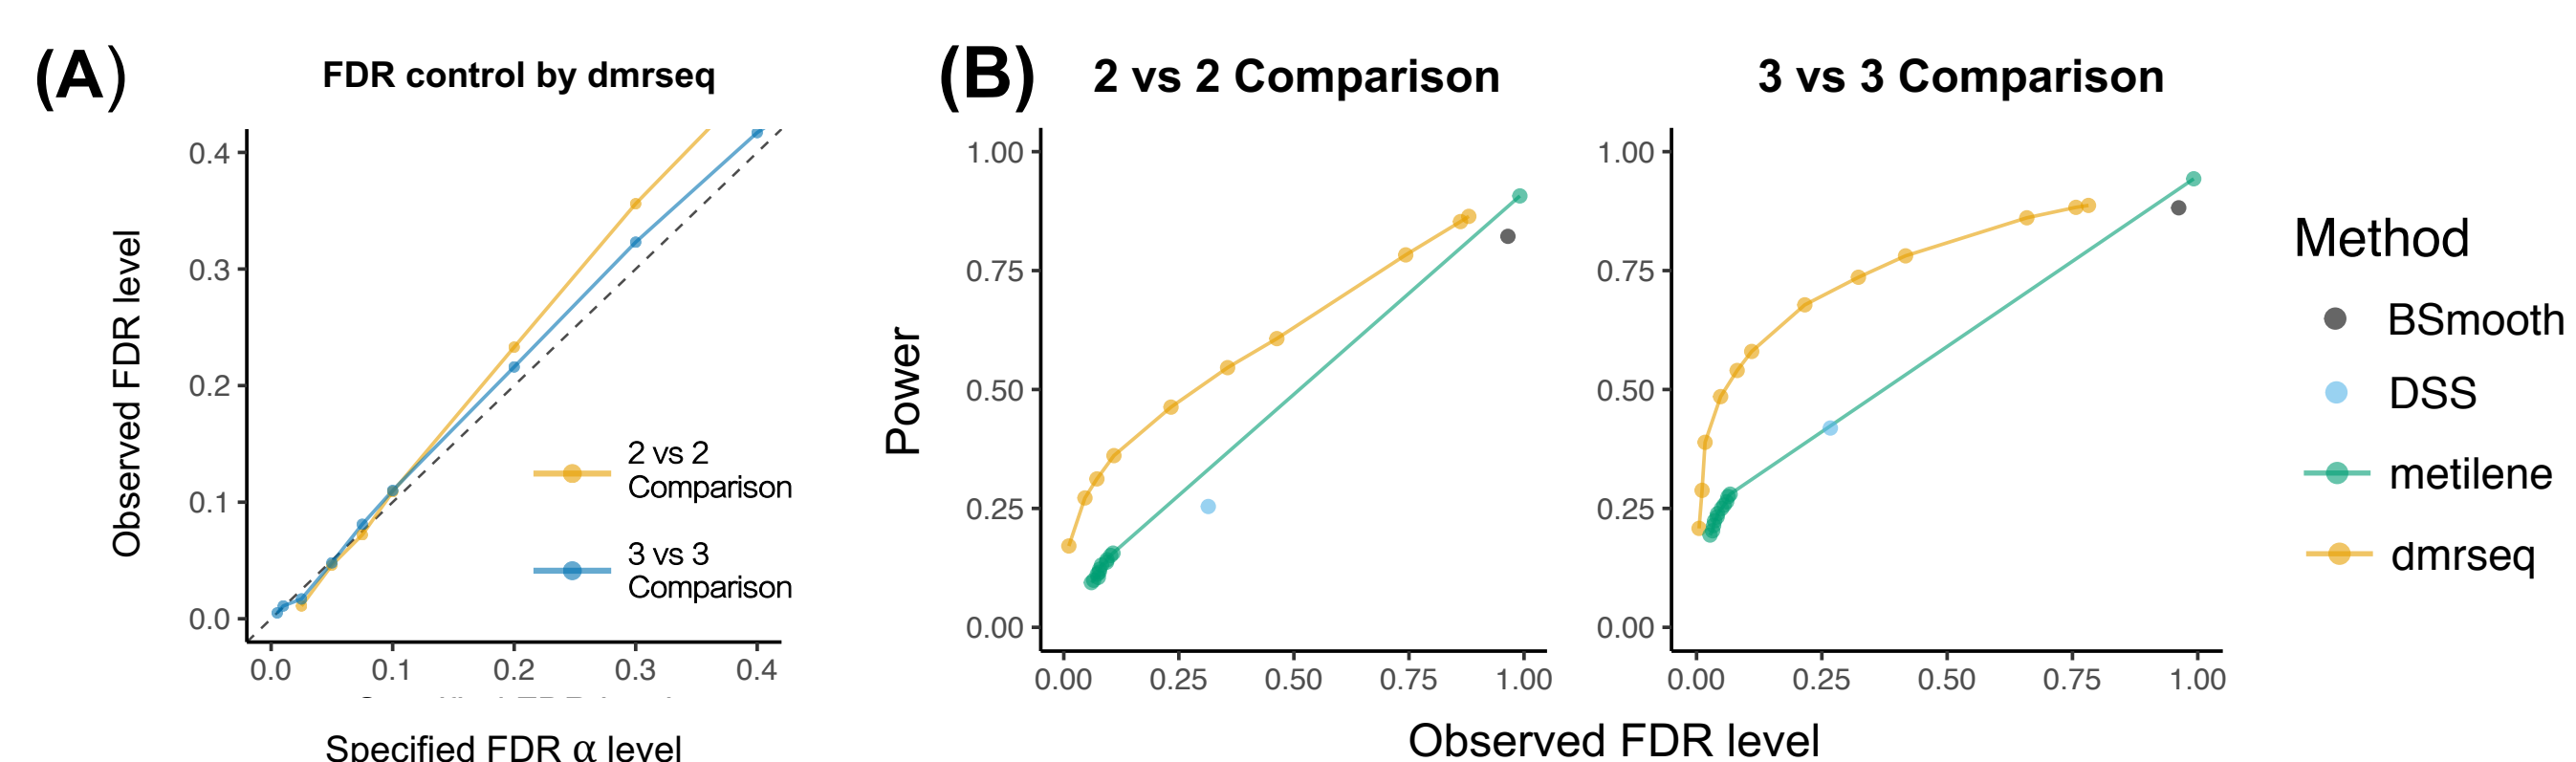 (A)
FDR control by dmrseq
Observed FDR level
0.4
0.3
0.2
0.1
0.0
2 vs 2
Comparison
3 vs 3
Comparison
0.0 0.1 0.2 0.3 0.4
Specified FDR α level
(B)
2 vs 2 Comparison
Power
1.00
0.75
0.50
0.25
0.00
0.00 0.25 0.50 0.75 1.00
3 vs 3 Comparison
1.00
0.75
0.50
0.25
0.00
0.00 0.25 0.50 0.75 1.00
Observed FDR level
Method
BSmooth
DSS
metilene
dmrseq